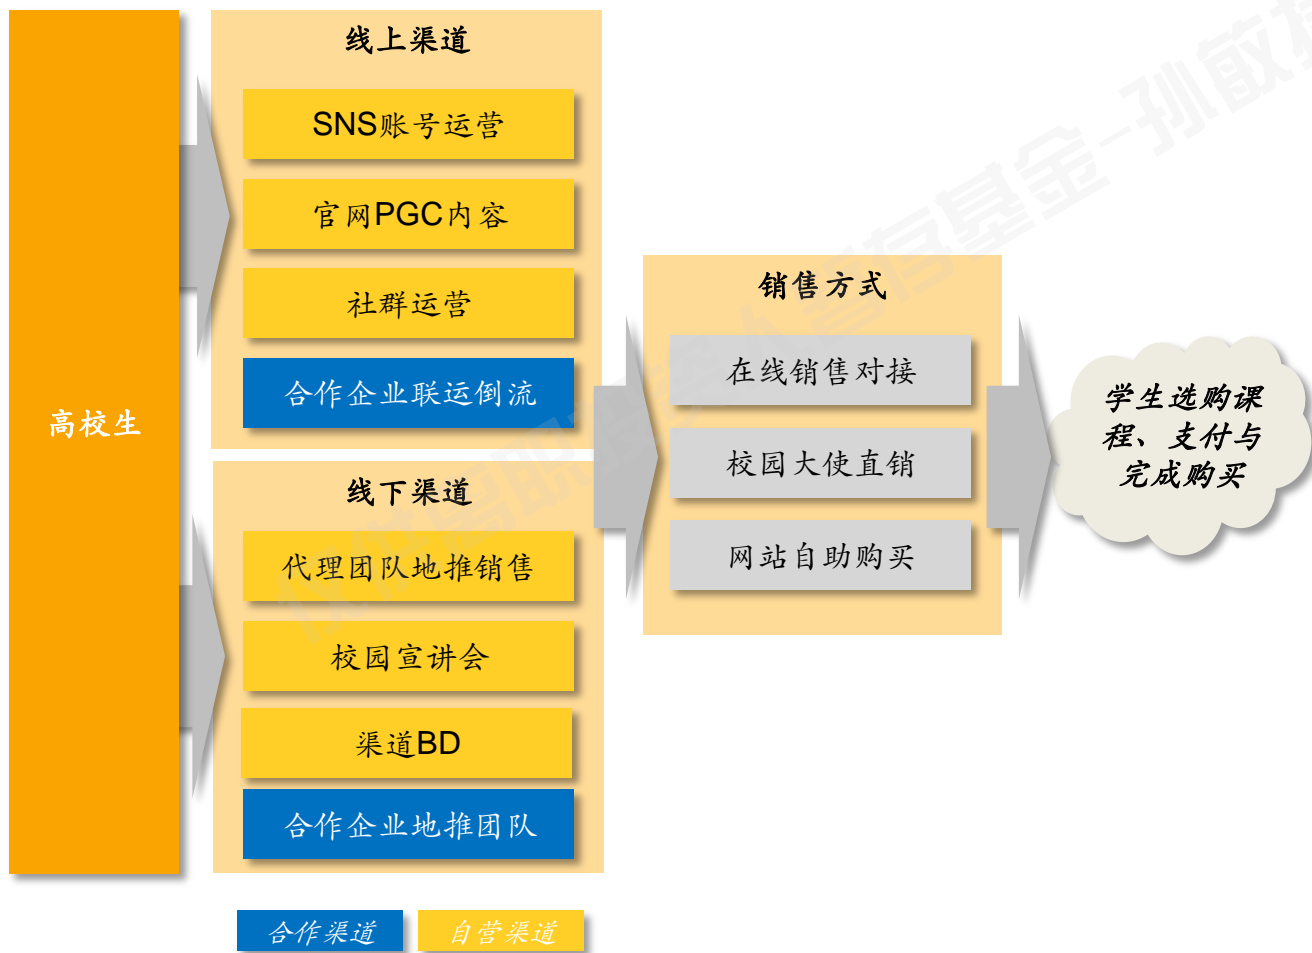 高校生
线上渠道
SNS账号运营
官网PGC内容
社群运营
合作企业联运倒流
线下渠道
代理团队地推销售
校园宣讲会
渠道BD
合作企业地推团队
销售方式
在线销售对接
校园大使直销
网站自助购买
学生选购课
程、支付与
完成购买
合作渠道
自营渠道